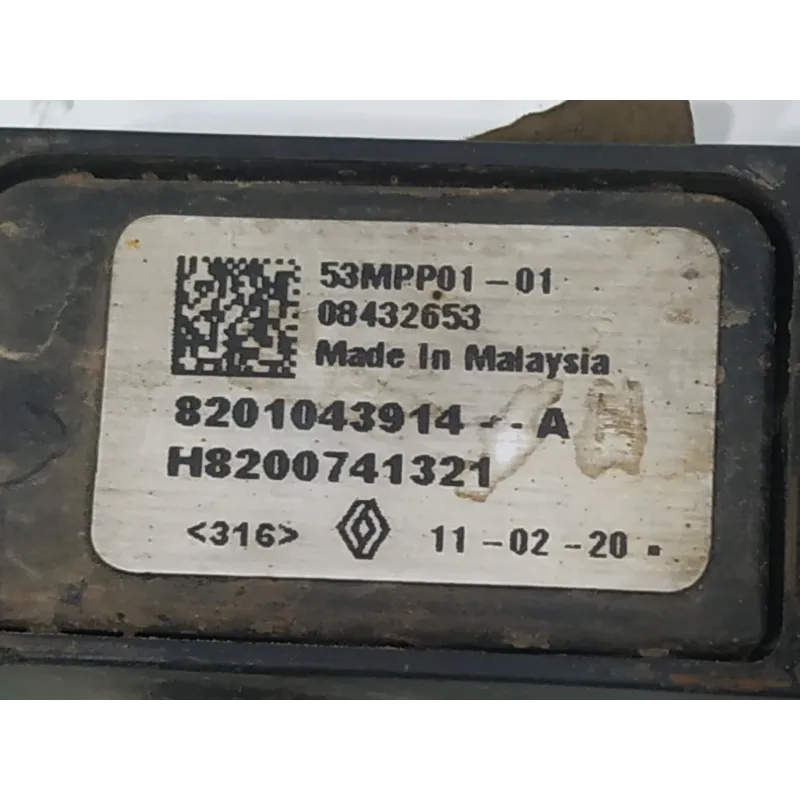 53MPP01-01
08432653
Made In Malaysia
8201043914--A
H8200741321
<316> 11-02-20.